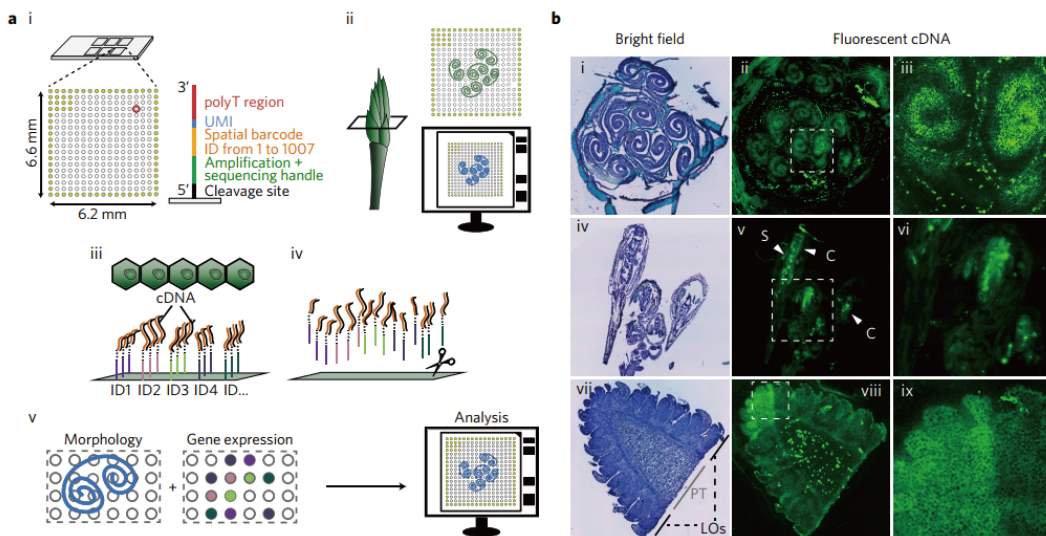 a
i
3'
polyT region
UMI
Spatial barcode
ID from 1 to 1007
Amplification +
sequencing handle
5'
Cleavage site
6.6 mm
6.2 mm
ii
iii
cDNA
ID1 ID2 ID3 ID4 ID...
iv
v
Morphology
+
Gene expression
Analysis
b
Bright field
Fluorescent cDNA
i
ii
iii
iv
v
S
C
C
vi
vii
PT
LOs
viii
ix